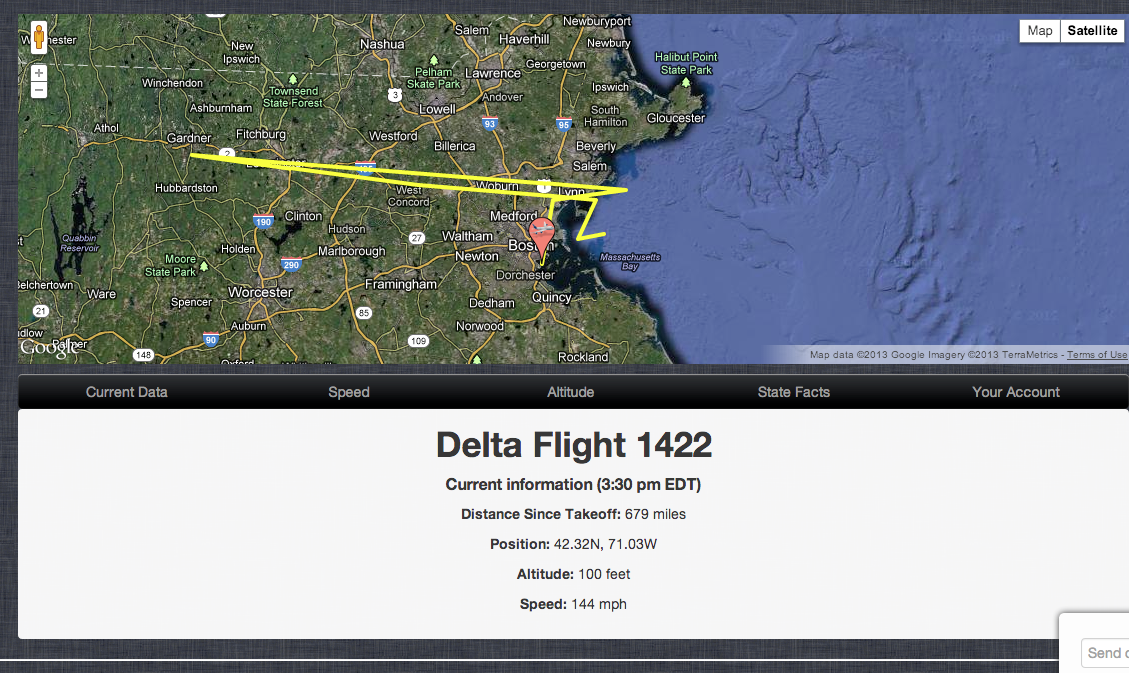 Newburyport
Salem
Haverhill
Nashua
Newbury
Map
Satellite
New
Ipswich
Georgetown
Halibut Point
State Park
Pelham
Skate Park
Lawrence
Winchendon
Townsend
State Forest
Ipswich
3
Andover
Ashburnham
Lowell
South
Hamilton
Gloucester
93
95
Athol
Gardner
Fitchburg
Westford
Billerica
Beverly
2
Salem
Hubbardston
West
Concord
Woburn
1
Lynn
190
Clinton
Hudson
Medford
27
Waltham
Boston
Quabbin
Reservoir
Holden
Marlborough
Newton
Massachusetts
Bay
Moore
State Park
290
Dorchester
Belchertown
Ware
Worcester
Framingham
Spencer
Dedham
Quincy
21
85
Auburn
Norwood
90
109
Palmer
Google
148
Oxford
Rockland
Map data ©2013 Google Imagery ©2013 TerraMetrics - Terms of Use
Current Data
Speed
Altitude
State Facts
Your Account
Delta Flight 1422
Current information (3:30 pm EDT)
Distance Since Takeoff: 679 miles
Position: 42.32N, 71.03W
Altitude: 100 feet
Speed: 144 mph
Send